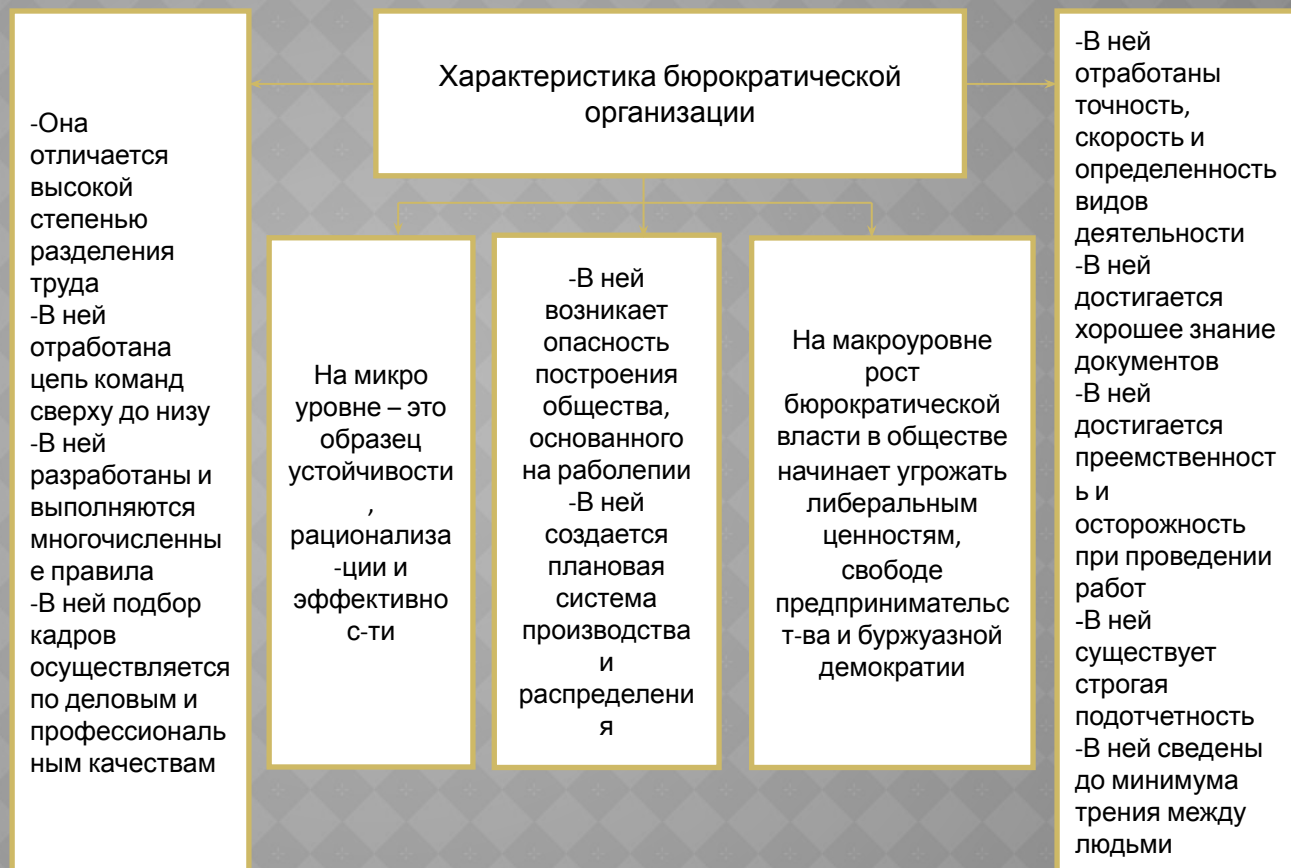 Характеристика бюрократической
организации
-Она
отличается
высокой
степенью
разделения
труда
-В ней
отработана
цепь команд
сверху до низу
-В ней
разработаны и
выполняются
многочисленны
е правила
-В ней подбор
кадров
осуществляется
по деловым и
профессиональ
ным качествам
На микро
уровне – это
образец
устойчивости
,
рационализа
-ции и
эффективно
с-ти
-В ней
возникает
опасность
построения
общества,
основанного
на раболепии
-В ней
создается
плановая
система
производства
и
распределени
я
На макроуровне
рост
бюрократической
власти в обществе
начинает угрожать
либеральным
ценностям,
свободе
предпринимательс
т-ва и буржуазной
демократии
-В ней
отработаны
точность,
скорость и
определенность
видов
деятельности
-В ней
достигается
хорошее знание
документов
-В ней
достигается
преемственност
ь и
осторожность
при проведении
работ
-В ней
существует
строгая
подотчетность
-В ней сведены
до минимума
трения между
людьми